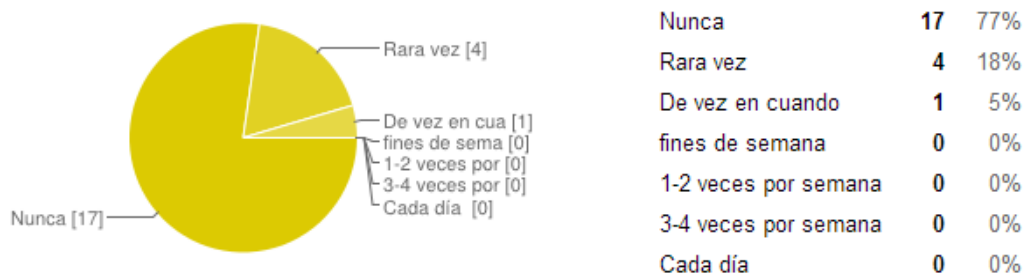 Rara vez [4]
De vez en cua [1]
fines de sema [0]
1-2 veces por [0]
3-4 veces por [0]
Cada día [0]
Nunca [17]
Nunca 17 77%
Rara vez 4 18%
De vez en cuando 1 5%
fines de semana 0 0%
1-2 veces por semana 0 0%
3-4 veces por semana 0 0%
Cada día 0 0%